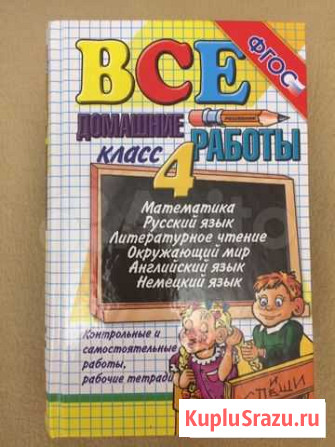 ВСЕ
ФГОС
ДОМАШНИЕ
РАБОТЫ
КЛАСС
4
Математика
Русский язык
Литературное чтение
Окружающий мир
Английский язык
Немецкий язык
Контрольные и
самостоятельные
работы,
рабочие тетради
И
СПИШИ
KupluSrazu.ru